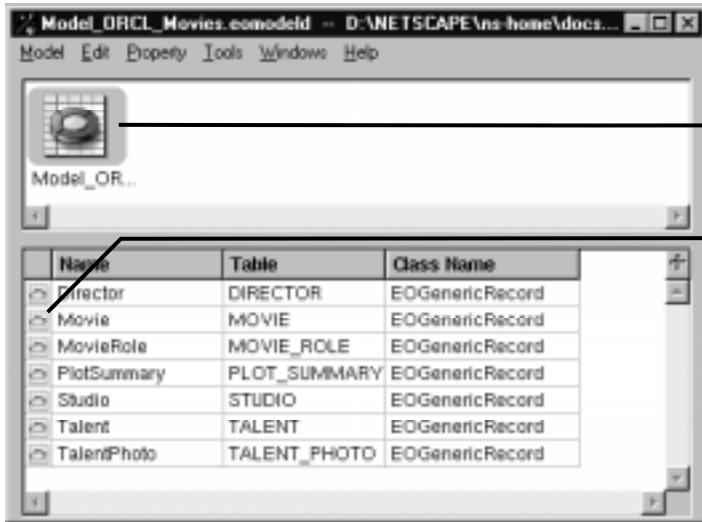 Model_ORCL_Movies.eomodeld -- D:\NETSCAPE\ns-home\docs...
Model Edit Property Tools Windows Help
Model_OR...
Name Table Class Name
Director DIRECTOR EOGenericRecord
Movie MOVIE EOGenericRecord
MovieRole MOVIE_ROLE EOGenericRecord
PlotSummary PLOT_SUMMARY EOGenericRecord
Studio STUDIO EOGenericRecord
Talent TALENT EOGenericRecord
TalentPhoto TALENT_PHOTO EOGenericRecord